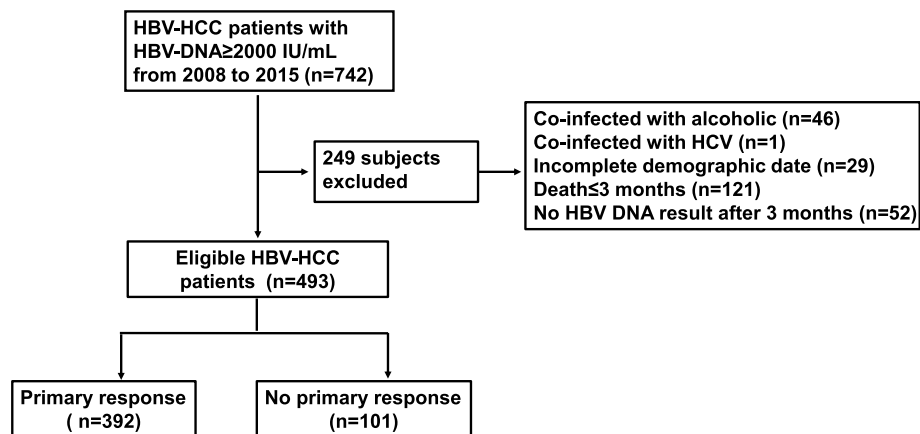 HBV-HCC patients with
HBV-DNA≥2000 IU/mL
from 2008 to 2015 (n=742)
249 subjects
excluded
Co-infected with alcoholic (n=46)
Co-infected with HCV (n=1)
Incomplete demographic date (n=29)
Death≤3 months (n=121)
No HBV DNA result after 3 months (n=52)
Eligible HBV-HCC
patients (n=493)
Primary response
( n=392)
No primary response
(n=101)